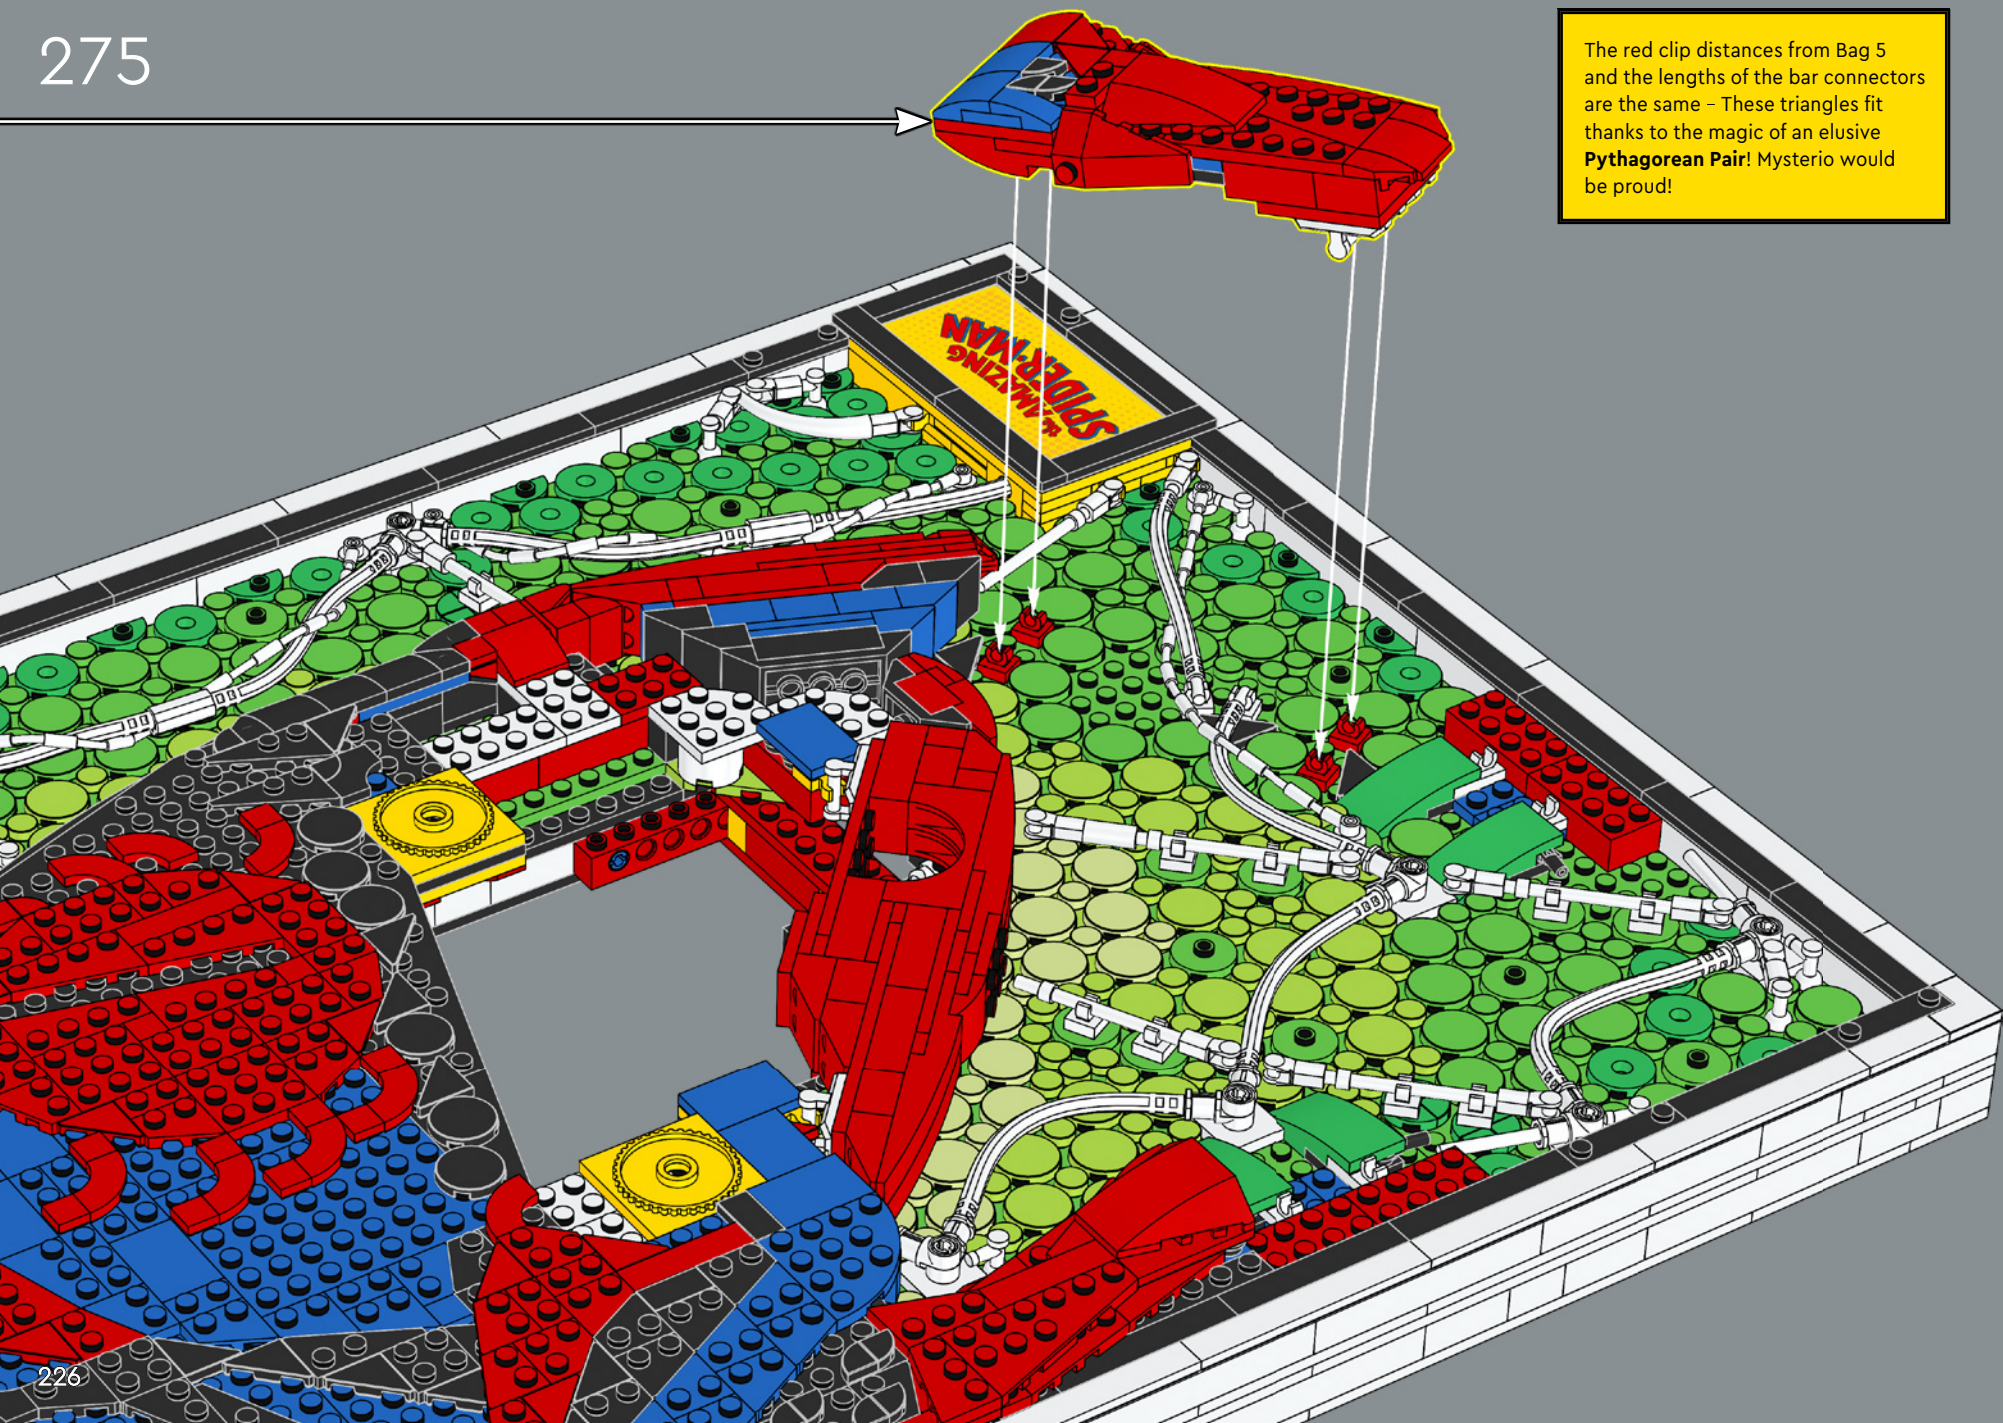 275
The red clip distances from Bag 5
and the lengths of the bar connectors
are the same – These triangles fit
thanks to the magic of an elusive
Pythagorean Pair! Mysterio would
be proud!
the AMAZING
SPIDER-MAN
226